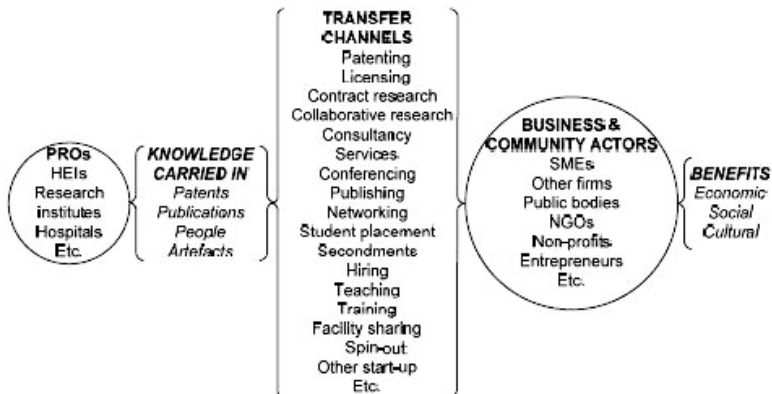 PROs
HEIs
Research
institutes
Hospitals
Etc.
KNOWLEDGE
CARRIED IN
Patents
Publications
People
Artefacts
TRANSFER
CHANNELS
Patenting
Licensing
Contract research
Collaborative research
Consultancy
Services
Conferencing
Publishing
Networking
Student placement
Secondments
Hiring
Teaching
Training
Facility sharing
Spin-out
Other start-up
Etc.
BUSINESS &
COMMUNITY ACTORS
SMEs
Other firms
Public bodies
NGOs
Non-profits
Entrepreneurs
Etc.
BENEFITS
Economic
Social
Cultural